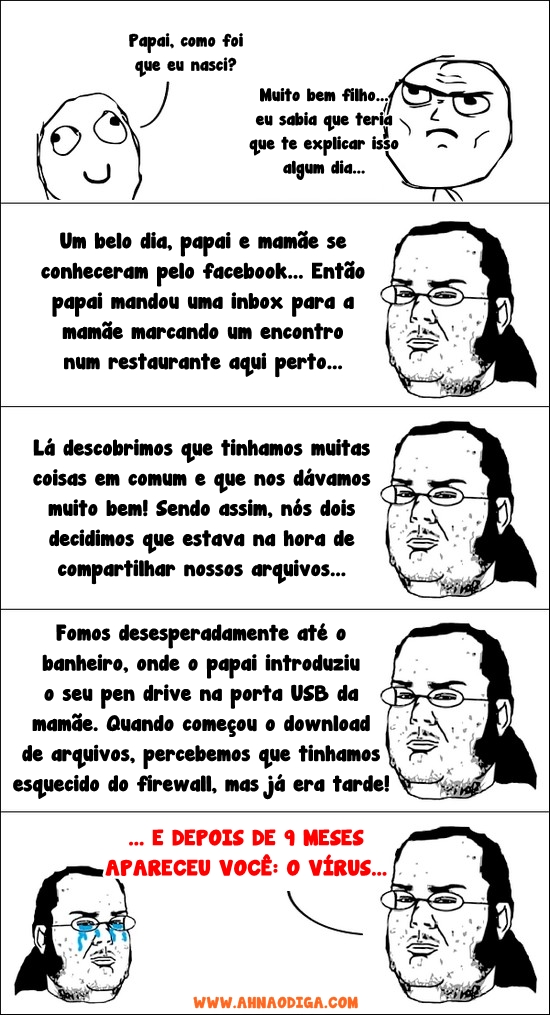 Papai, como foi
que eu nasci?
Muito bem filho...
eu sabia que teria
que te explicar isso
algum dia...
Um belo dia, papai e mamãe se
conheceram pelo facebook... Então
papai mandou uma inbox para a
mamãe marcando um encontro
num restaurante aqui perto...
Lá descobrimos que tinhamos muitas
coisas em comum e que nos dávamos
muito bem! Sendo assim, nós dois
decidimos que estava na hora de
compartilhar nossos arquivos...
Fomos desesperadamente até o
banheiro, onde o papai introduziu
o seu pen drive na porta USB da
mamãe. Quando começou o download
de arquivos, percebemos que tinhamos
esquecido do firewall, mas já era tarde!
... E DEPOIS DE 9 MESES
APARECEU VOCÊ: O VÍRUS...
WWW.AHNAODIGA.COM